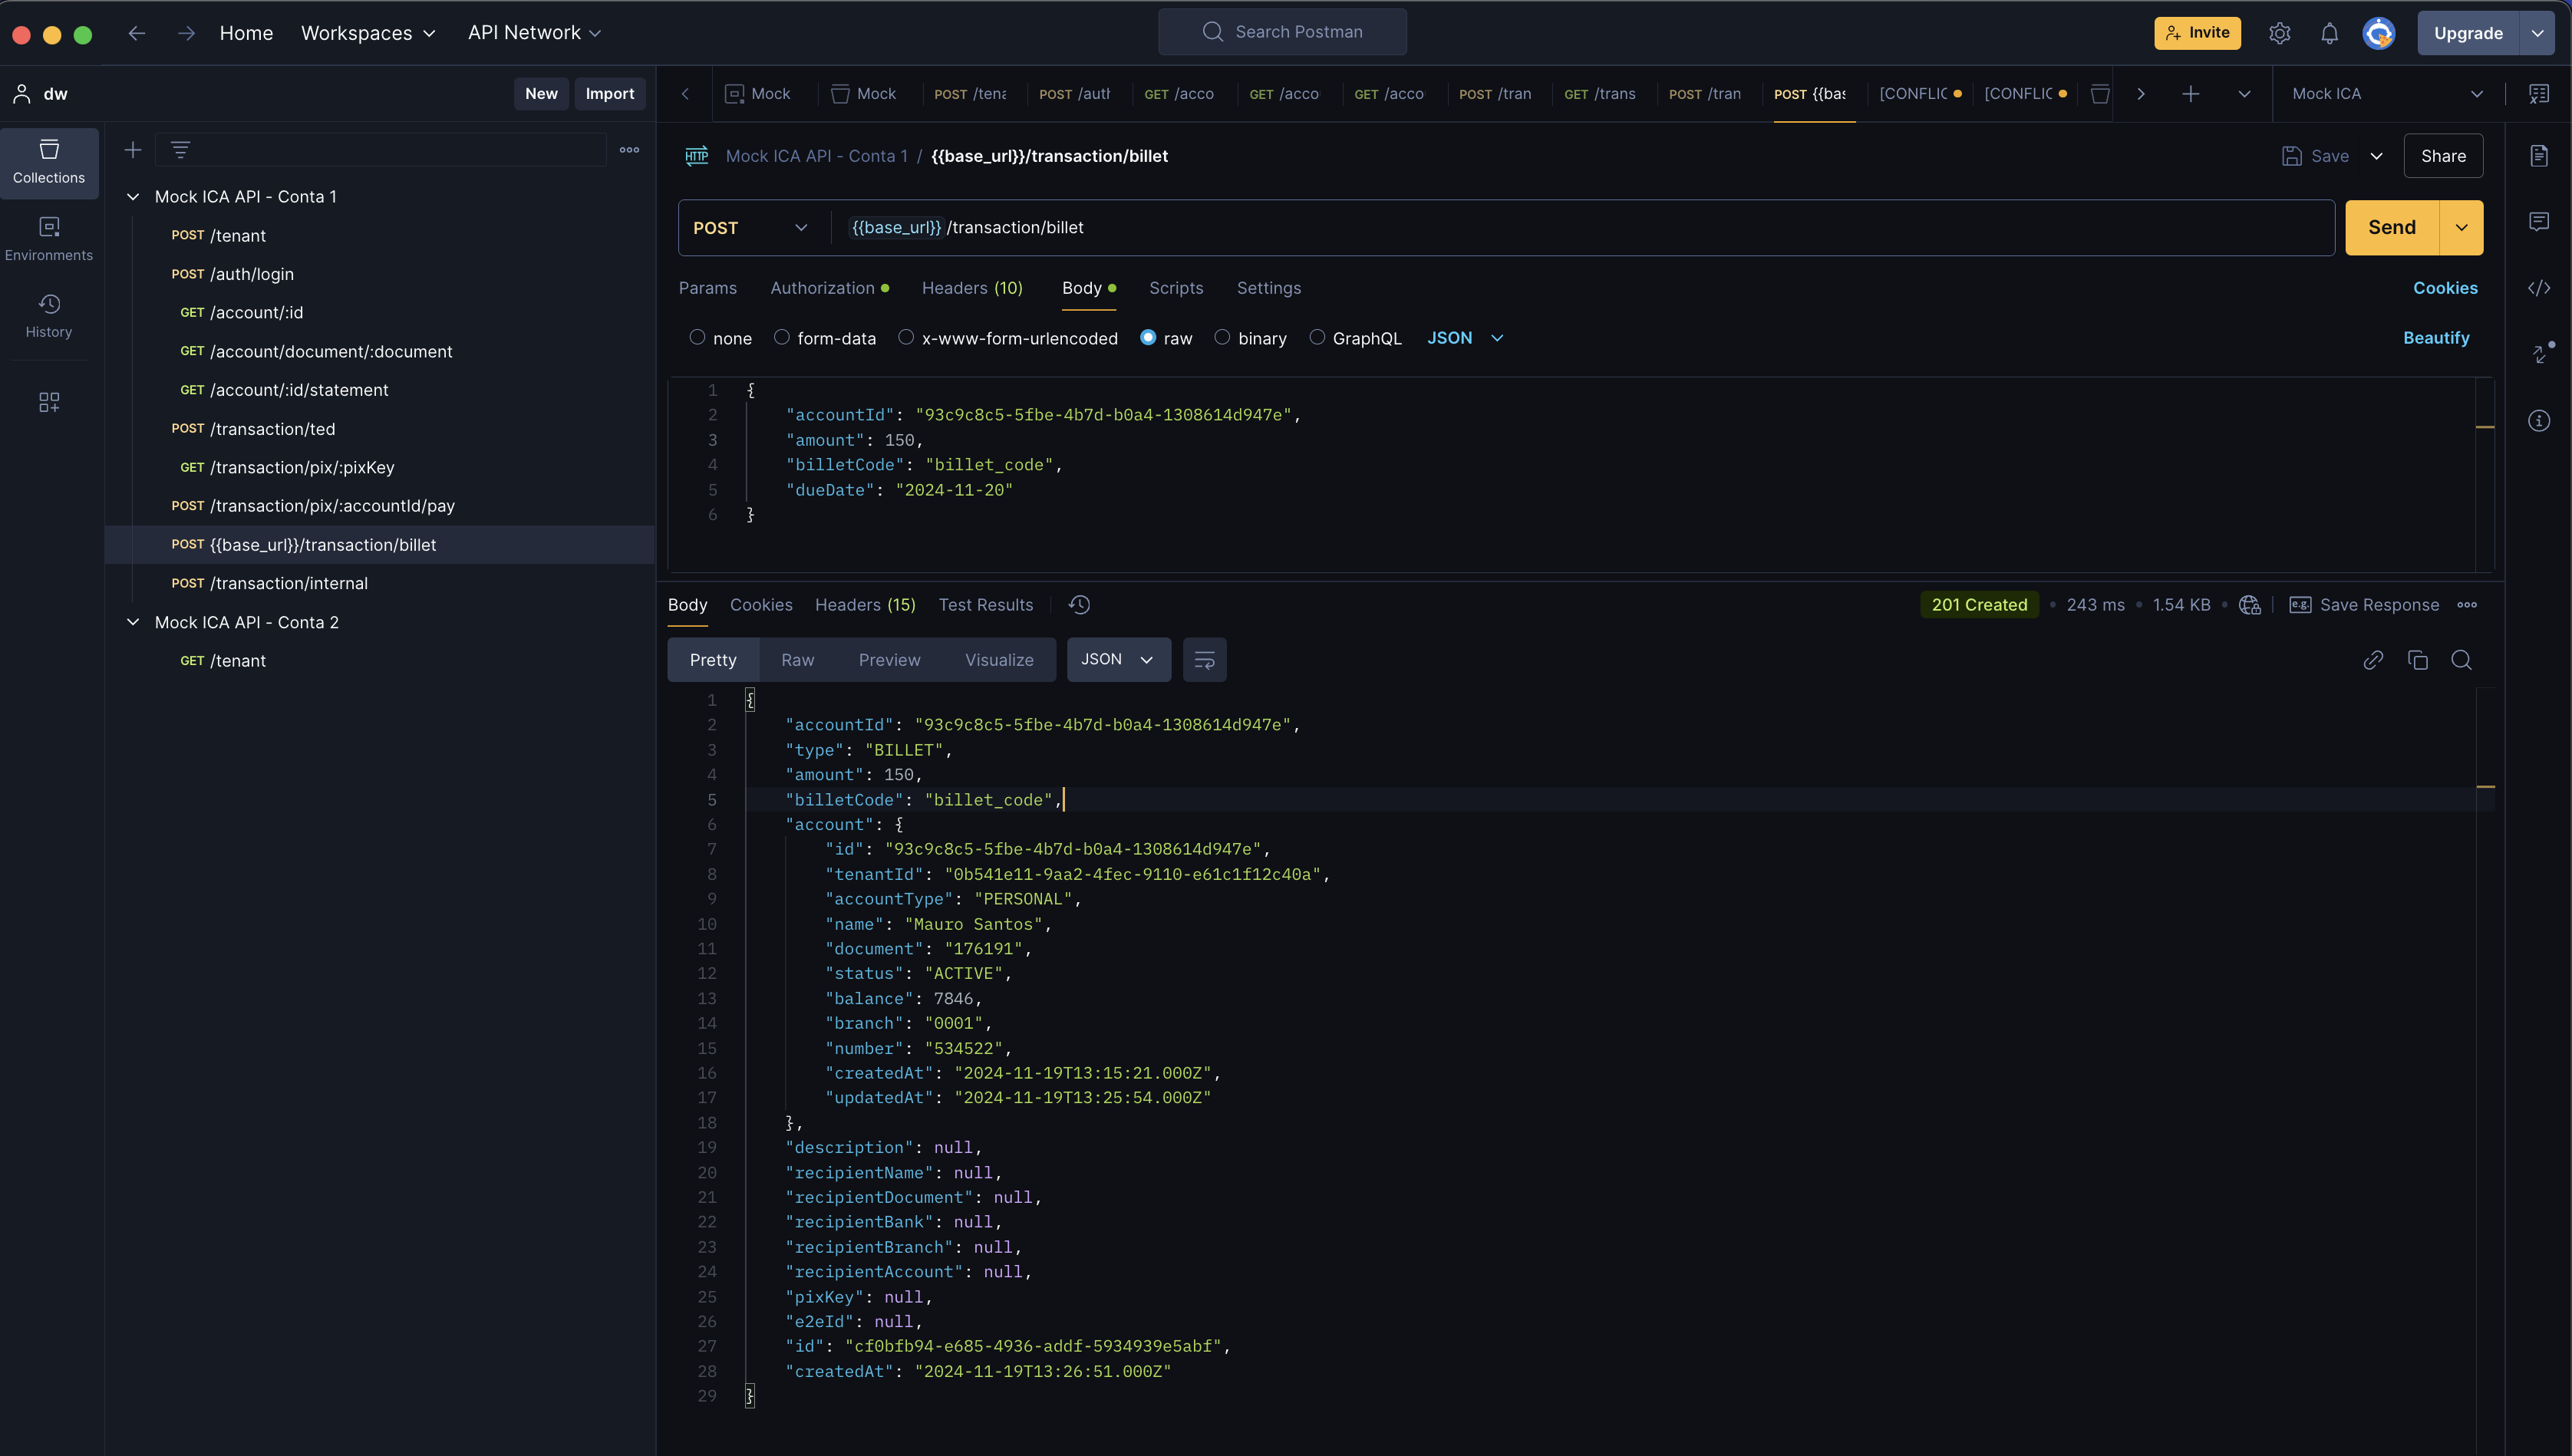 Home Workspaces API Network Search Postman Invite Upgrade
dw New Import
Mock Mock POST /tena POST /auth GET /acco GET /acco GET /acco POST /tran GET /trans POST /tran POST {{bas [CONFLIC [CONFLIC Mock ICA
Collections
Environments
History
Mock ICA API - Conta 1
POST /tenant
POST /auth/login
GET /account/:id
GET /account/document/:document
GET /account/:id/statement
POST /transaction/ted
GET /transaction/pix/:pixKey
POST /transaction/pix/:accountId/pay
POST {{base_url}}/transaction/billet
POST /transaction/internal
Mock ICA API - Conta 2
GET /tenant
HTTP Mock ICA API - Conta 1 / {{base_url}}/transaction/billet Save Share
POST {{base_url}}/transaction/billet Send
Params Authorization Headers (10) Body Scripts Settings Cookies
none form-data x-www-form-urlencoded raw binary GraphQL JSON Beautify
1 {
2 "accountId": "93c9c8c5-5fbe-4b7d-b0a4-1308614d947e",
3 "amount": 150,
4 "billetCode": "billet_code",
5 "dueDate": "2024-11-20"
6 }
Body Cookies Headers (15) Test Results 201 Created 243 ms 1.54 KB e.g. Save Response
Pretty Raw Preview Visualize JSON
1 {
2 "accountId": "93c9c8c5-5fbe-4b7d-b0a4-1308614d947e",
3 "type": "BILLET",
4 "amount": 150,
5 "billetCode": "billet_code",
6 "account": {
7 "id": "93c9c8c5-5fbe-4b7d-b0a4-1308614d947e",
8 "tenantId": "0b541e11-9aa2-4fec-9110-e61c1f12c40a",
9 "accountType": "PERSONAL",
10 "name": "Mauro Santos",
11 "document": "176191",
12 "status": "ACTIVE",
13 "balance": 7846,
14 "branch": "0001",
15 "number": "534522",
16 "createdAt": "2024-11-19T13:15:21.000Z",
17 "updatedAt": "2024-11-19T13:25:54.000Z"
18 },
19 "description": null,
20 "recipientName": null,
21 "recipientDocument": null,
22 "recipientBank": null,
23 "recipientBranch": null,
24 "recipientAccount": null,
25 "pixKey": null,
26 "e2eId": null,
27 "id": "cf0bfb94-e685-4936-addf-5934939e5abf",
28 "createdAt": "2024-11-19T13:26:51.000Z"
29 }